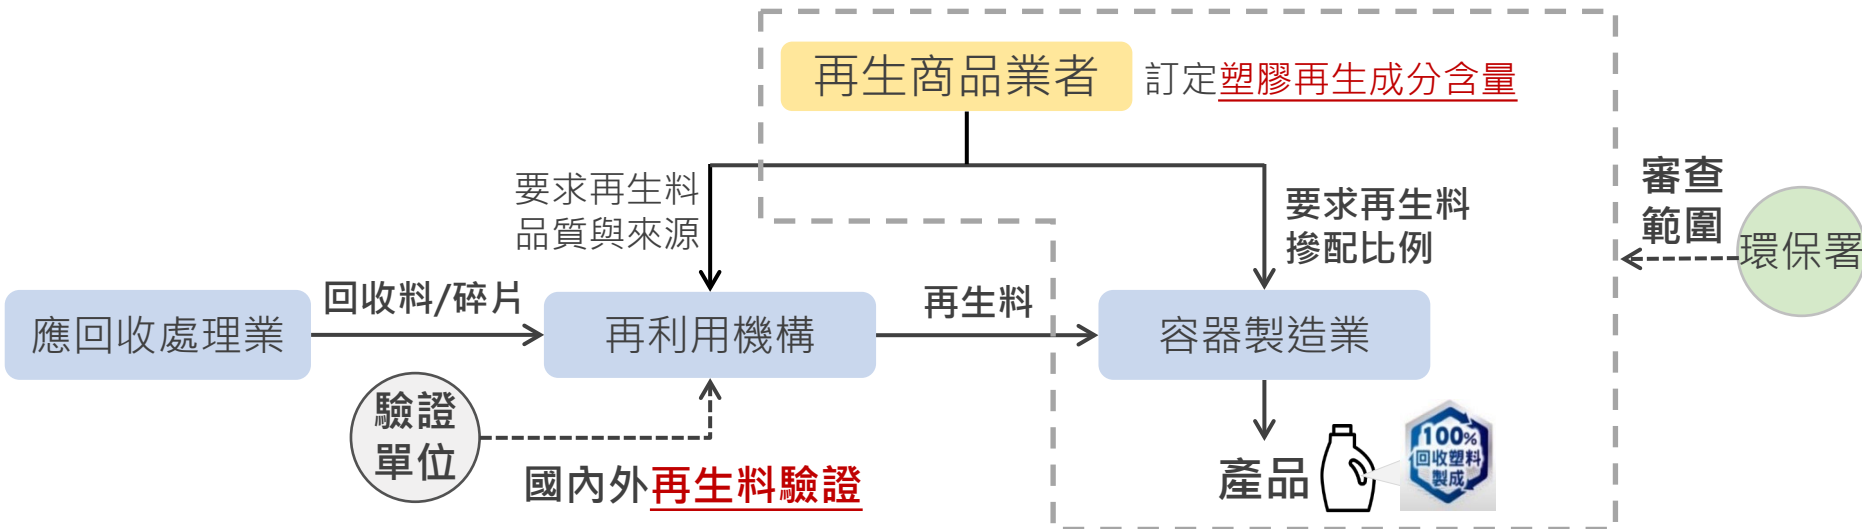 再生商品業者
訂定塑膠再生成分含量
要求再生料
品質與來源
要求再生料
摻配比例
審查
範圍
環保署
應回收處理業
回收料/碎片
再利用機構
再生料
容器製造業
驗證
單位
國內外再生料驗證
產品
100%
回收塑料
製成